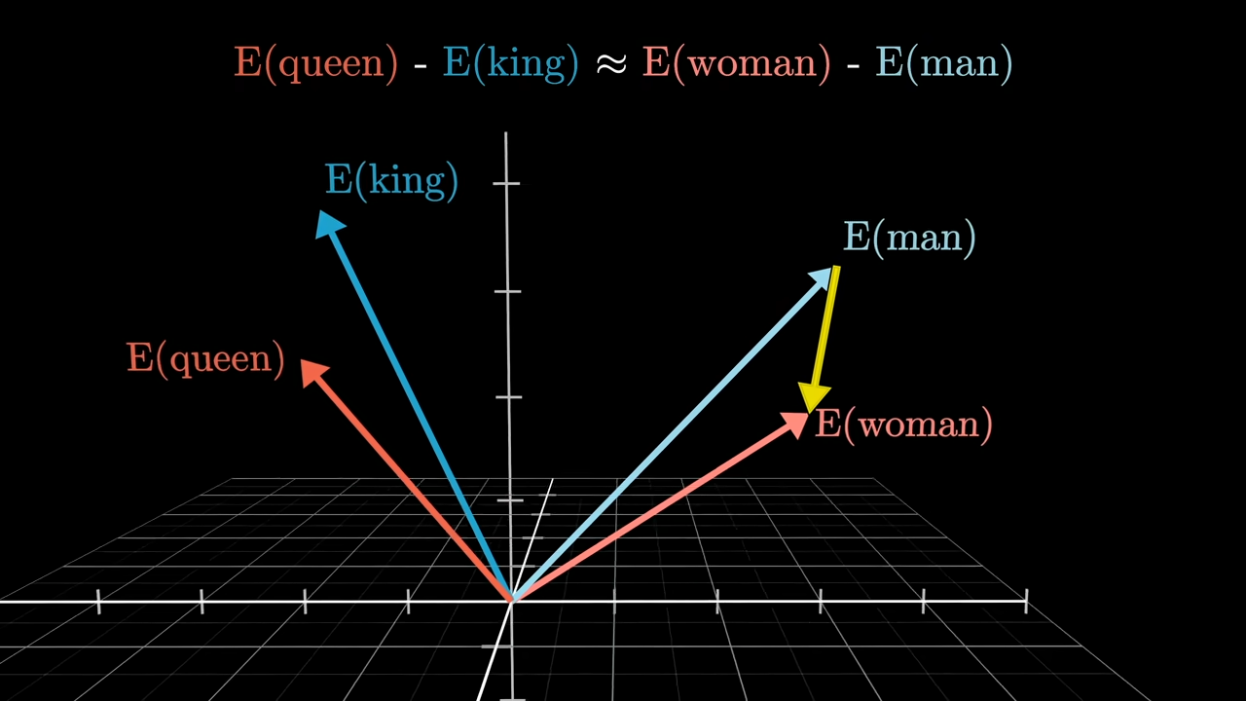 E(queen) - E(king) ≈ E(woman) - E(man)
E(king)
E(man)
E(queen)
E(woman)